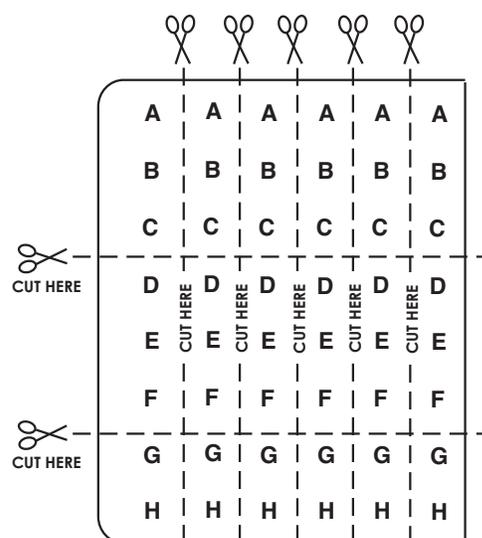 A A A A A A
B B B B B B
C C C C C C
CUT HERE
D D D D D D
CUT HERE CUT HERE CUT HERE CUT HERE CUT HERE
E E E E E E
F F F F F F
CUT HERE
G G G G G G
H H H H H H